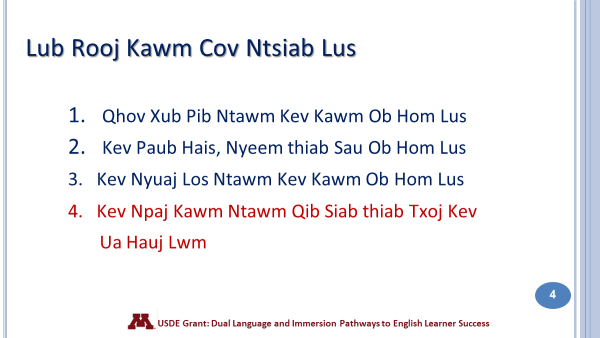 Lub Rooj Kawm Cov Ntsiab Lus
1. Qhov Xub Pib Ntawm Kev Kawm Ob Hom Lus
2. Kev Paub Hais, Nyeem thiab Sau Ob Hom Lus
3. Kev Nyuaj Los Ntawm Kev Kawm Ob Hom Lus
4. Kev Npaj Kawm Ntawm Qib Siab thiab Txoj Kev
Ua Hauj Lwm
4
M USDE Grant: Dual Language and Immersion Pathways to English Learner Success